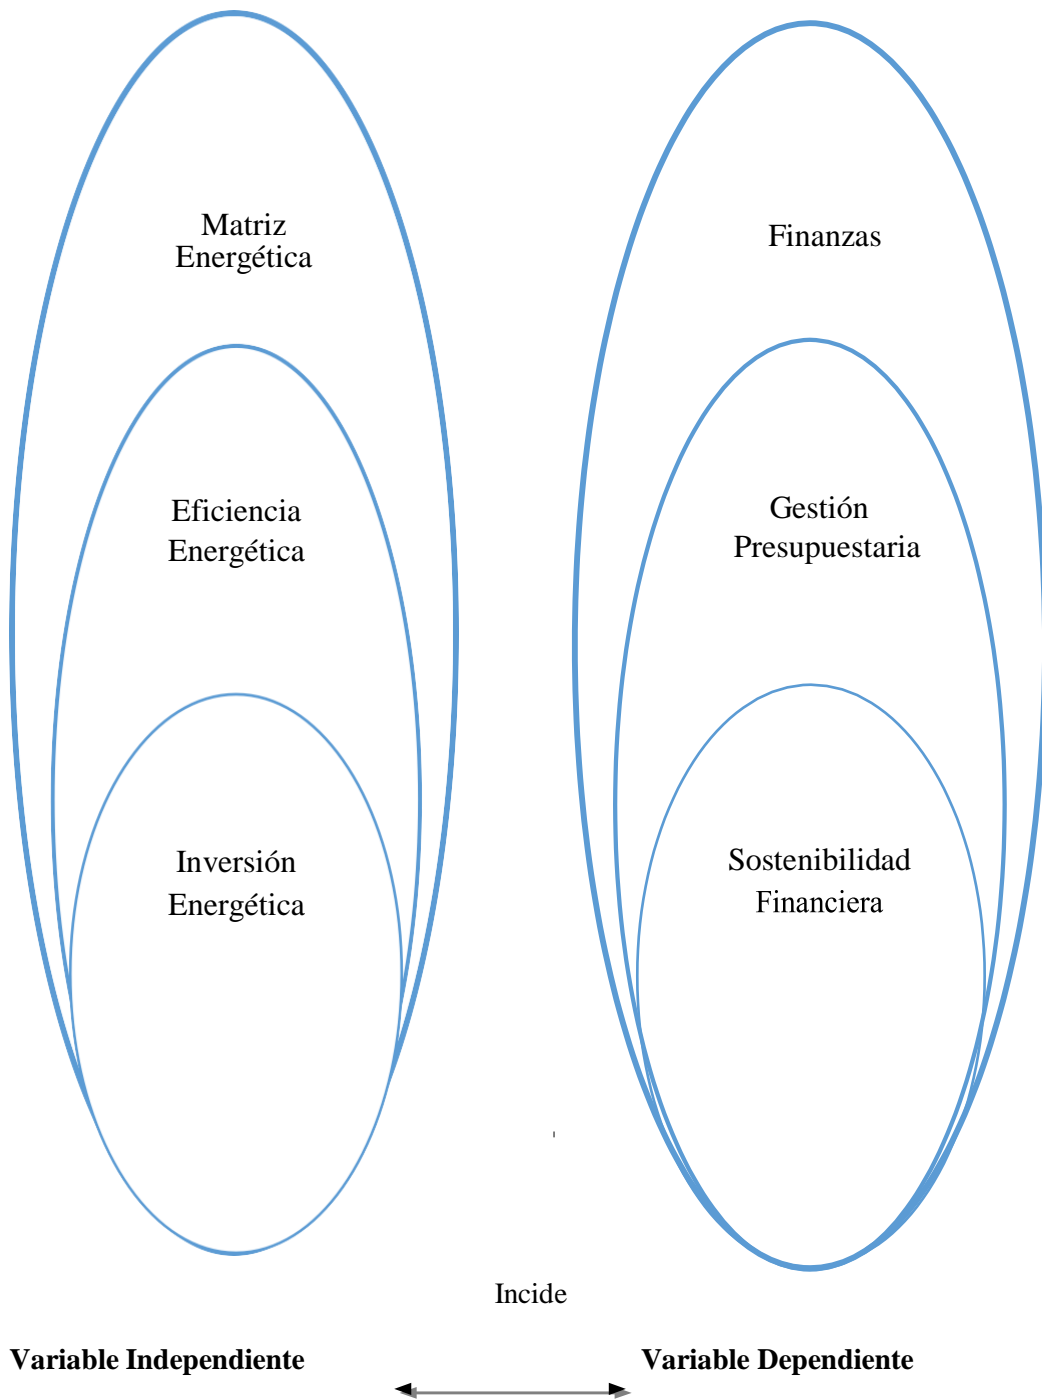 Matriz
Energética
Finanzas
Eficiencia
Energética
Gestión
Presupuestaria
Inversión
Energética
Sostenibilidad
Financiera
Incide
Variable Independiente
Variable Dependiente